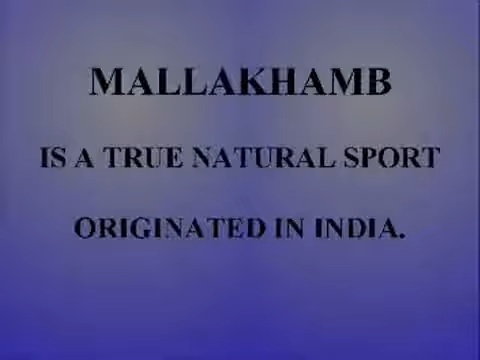 MALLAKHAMB
IS A TRUE NATURAL SPORT
ORIGINATED IN INDIA.